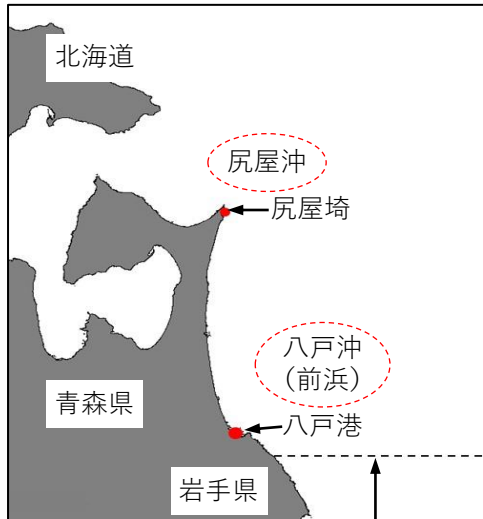 北海道
尻屋沖
尻屋埼
八戸沖
(前浜)
青森県
八戸港
岩手県